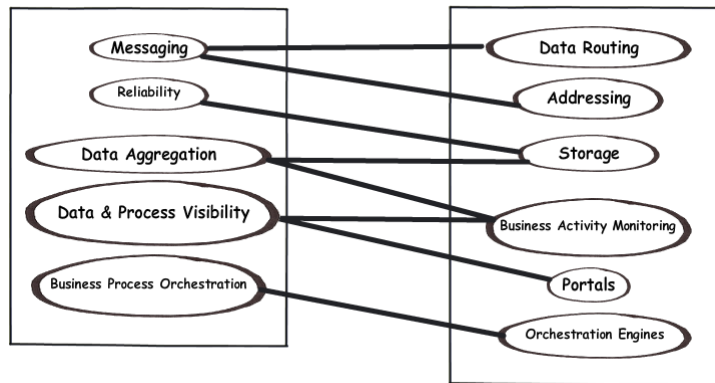 Messaging
Reliability
Data Aggregation
Data & Process Visibility
Business Process Orchestration
Data Routing
Addressing
Storage
Business Activity Monitoring
Portals
Orchestration Engines